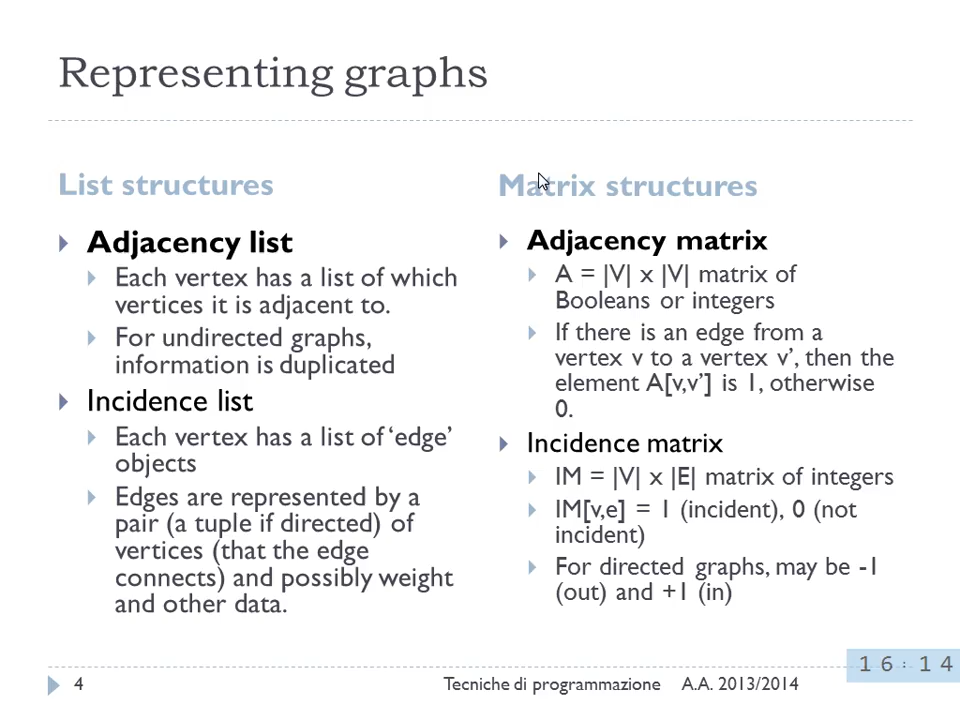 Representing graphs
List structures
Adjacency list
Each vertex has a list of which
vertices it is adjacent to.
For undirected graphs,
information is duplicated
Incidence list
Each vertex has a list of ‘edge’
objects
Edges are represented by a
pair (a tuple if directed) of
vertices (that the edge
connects) and possibly weight
and other data.
Matrix structures
Adjacency matrix
A = |V| x |V| matrix of
Booleans or integers
If there is an edge from a
vertex v to a vertex v’, then the
element A[v,v’] is 1, otherwise
0.
Incidence matrix
IM = |V| x |E| matrix of integers
IM[v,e] = 1 (incident), 0 (not
incident)
For directed graphs, may be -1
(out) and +1 (in)
4
Tecniche di programmazione A.A. 2013/2014
16:14